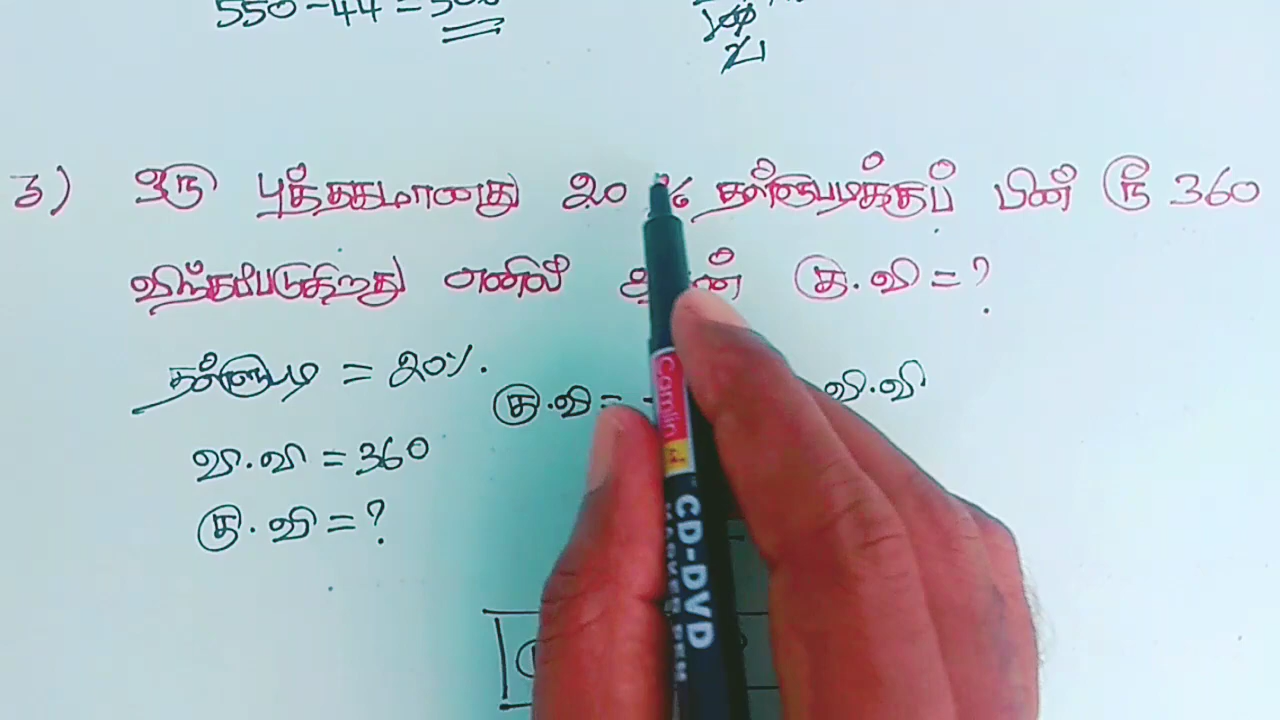 550 - 44 =
3) ஒரு புத்தகமானது 20 % தள்ளுபடிக்குப் பின் ரூ 360
விற்கப்படுகிறது எனில் அதன் கு.வி = ?
தள்ளுபடி = 20%.
கு.வி = வி.வி
வி.வி = 360
கு.வி = ?
Camlin
CD-DVD